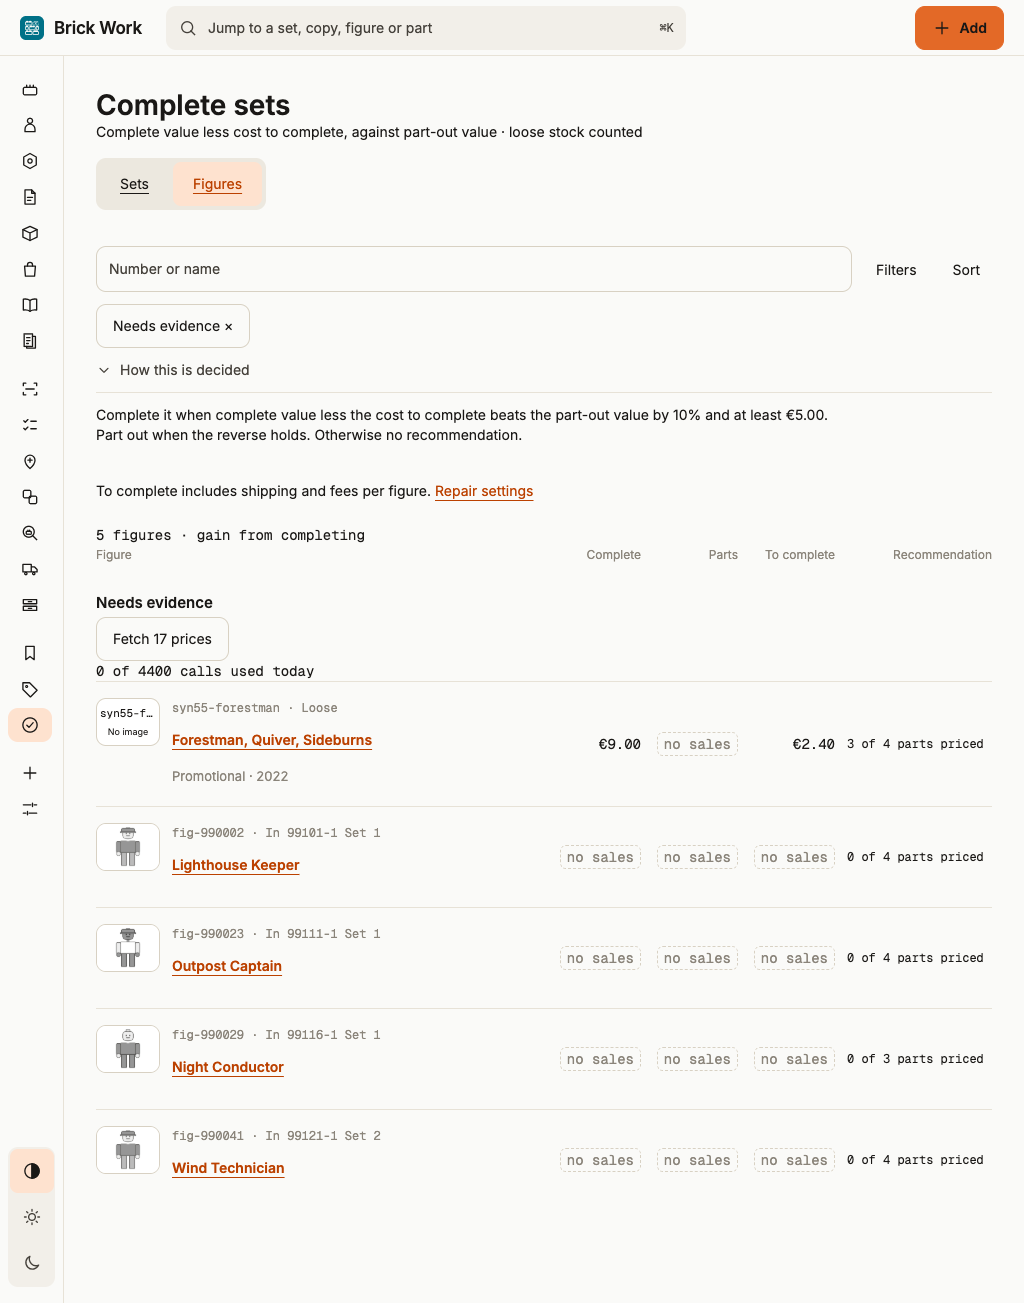 Brick Work
Jump to a set, copy, figure or part
⌘K
Add
Complete sets
Complete value less cost to complete, against part-out value · loose stock counted
Sets
Figures
Number or name
Filters
Sort
Needs evidence ×
How this is decided
Complete it when complete value less the cost to complete beats the part-out value by 10% and at least €5.00.
Part out when the reverse holds. Otherwise no recommendation.
To complete includes shipping and fees per figure. Repair settings
5 figures · gain from completing
Figure Complete Parts To complete Recommendation
Needs evidence
Fetch 17 prices
0 of 4400 calls used today
syn55-f…
No image
syn55-forestman · Loose
Forestman, Quiver, Sideburns
Promotional · 2022
€9.00 no sales €2.40 3 of 4 parts priced
fig-990002 · In 99101-1 Set 1
Lighthouse Keeper
no sales no sales no sales 0 of 4 parts priced
fig-990023 · In 99111-1 Set 1
Outpost Captain
no sales no sales no sales 0 of 4 parts priced
fig-990029 · In 99116-1 Set 1
Night Conductor
no sales no sales no sales 0 of 3 parts priced
fig-990041 · In 99121-1 Set 2
Wind Technician
no sales no sales no sales 0 of 4 parts priced